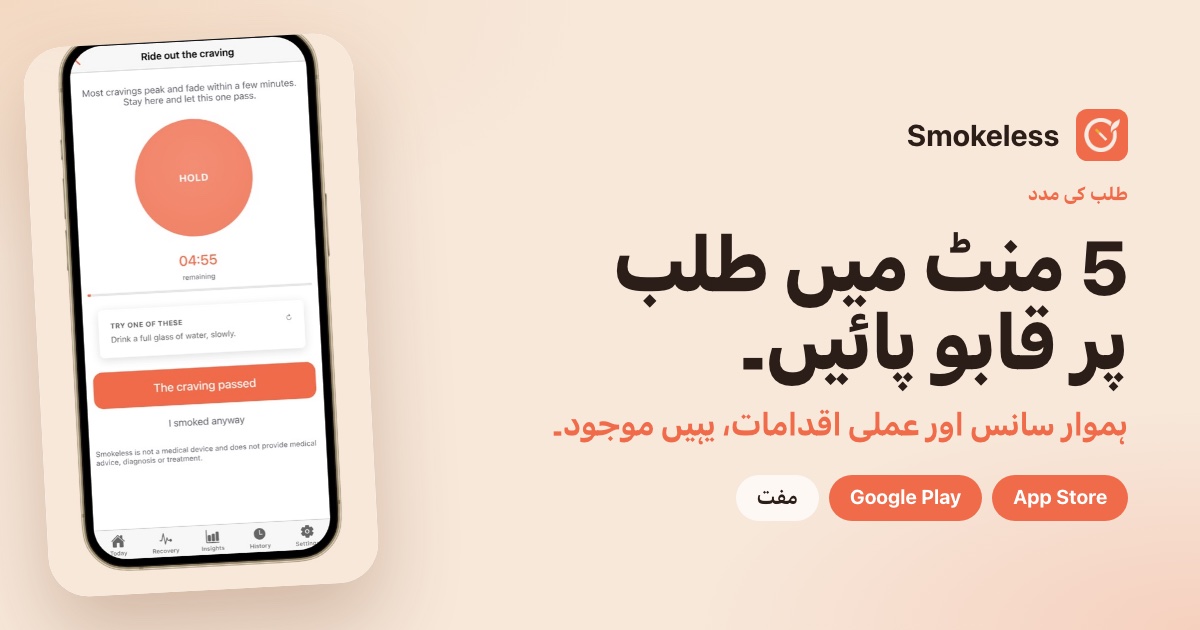 Ride out the craving
Most cravings peak and fade within a few minutes.
Stay here and let this one pass.
HOLD
04:55
remaining
TRY ONE OF THESE
Drink a full glass of water, slowly.
The craving passed
I smoked anyway
Smokeless is not a medical device and does not provide medical
advice, diagnosis or treatment.
Today
Recovery
Insights
History
Settings
Smokeless
طلب کی مدد
5 منٹ میں طلب
پر قابو پائیں۔
ہموار سانس اور عملی اقدامات، یہیں موجود۔
App Store
Google Play
مفت